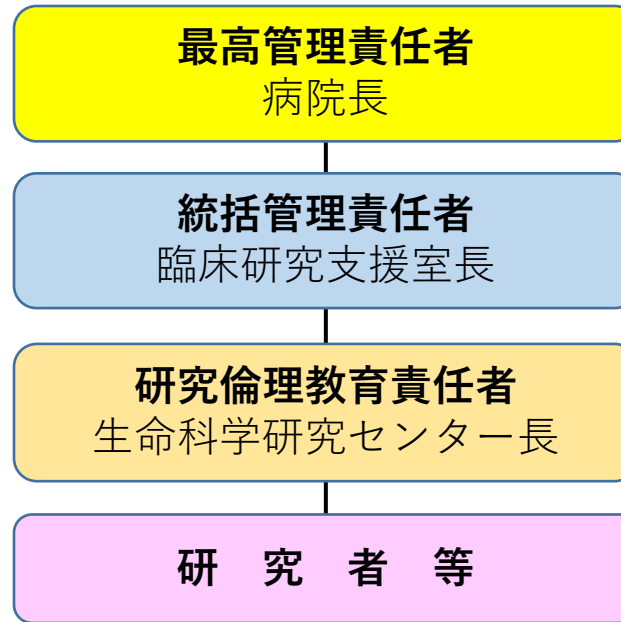 最高管理責任者
病院長
統括管理責任者
臨床研究支援室長
研究倫理教育責任者
生命科学研究センター長
研　究　者　等